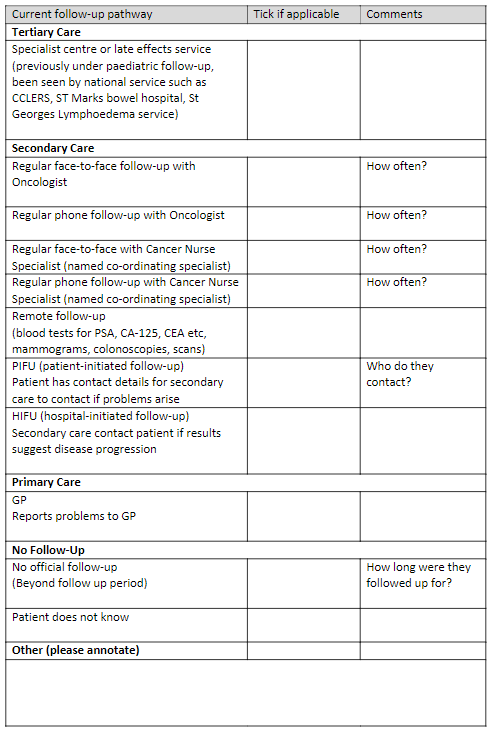 Current follow-up pathway Tick if applicable Comments
Tertiary Care
Specialist centre or late effects service
(previously under paediatric follow-up,
been seen by national service such as
CCLERS, ST Marks bowel hospital, St
Georges Lymphoedema service)
Secondary Care
Regular face-to-face follow-up with How often?
Oncologist
Regular phone follow-up with Oncologist How often?
Regular face-to-face with Cancer Nurse How often?
Specialist (named co-ordinating specialist)
Regular phone follow-up with Cancer Nurse How often?
Specialist (named co-ordinating specialist)
Remote follow-up
(blood tests for PSA, CA-125, CEA etc,
mammograms, colonoscopies, scans)
PIFU (patient-initiated follow-up) Who do they
Patient has contact details for secondary contact?
care to contact if problems arise
HIFU (hospital-initiated follow-up)
Secondary care contact patient if results
suggest disease progression
Primary Care
GP
Reports problems to GP
No Follow-Up
No official follow-up How long were they
(Beyond follow up period) followed up for?
Patient does not know
Other (please annotate)